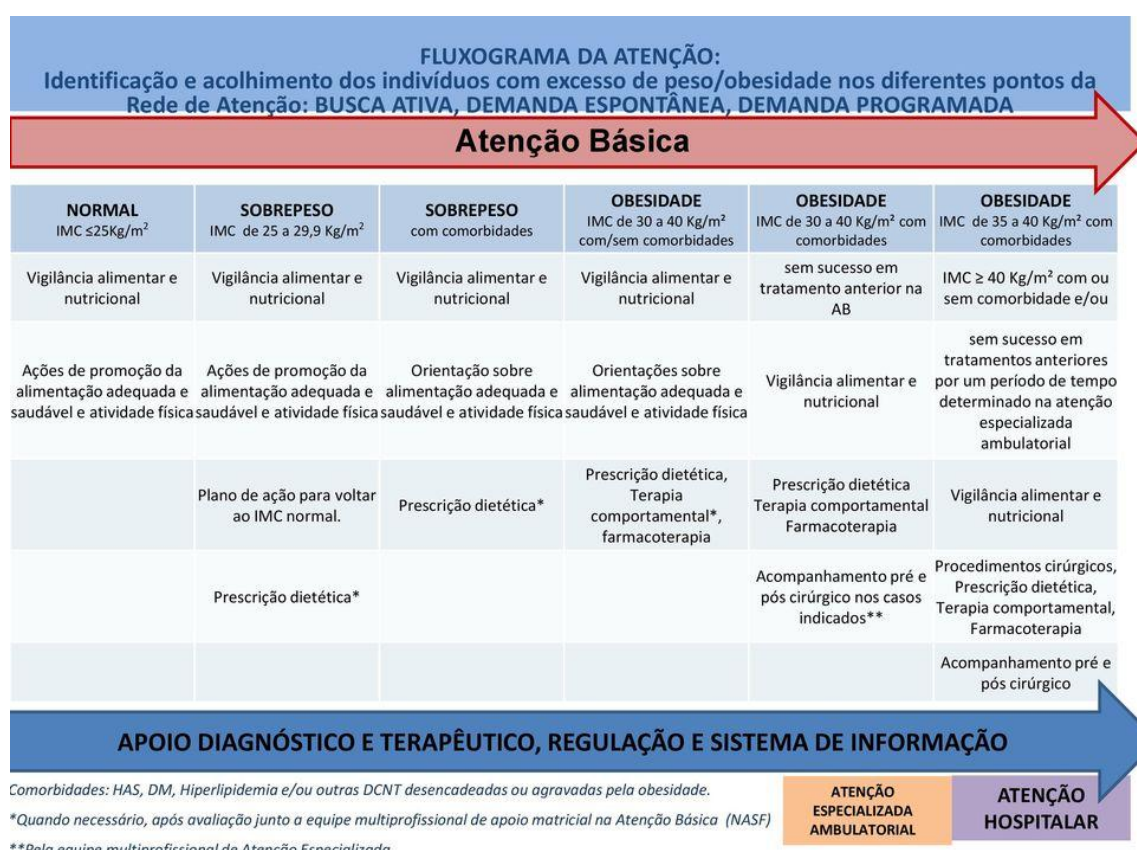 FLUXOGRAMA DA ATENÇÃO:
Identificação e acolhimento dos indivíduos com excesso de peso/obesidade nos diferentes pontos da
Rede de Atenção: BUSCA ATIVA, DEMANDA ESPONTÂNEA, DEMANDA PROGRAMADA
Atenção Básica
NORMAL
IMC ≤25Kg/m²
SOBREPESO
IMC de 25 a 29,9 Kg/m²
SOBREPESO
com comorbidades
OBESIDADE
IMC de 30 a 40 Kg/m²
com/sem comorbidades
OBESIDADE
IMC de 30 a 40 Kg/m² com
comorbidades
OBESIDADE
IMC de 35 a 40 Kg/m² com
comorbidades
Vigilância alimentar e
nutricional
Vigilância alimentar e
nutricional
Vigilância alimentar e
nutricional
Vigilância alimentar e
nutricional
sem sucesso em
tratamento anterior na
AB
IMC ≥ 40 Kg/m² com ou
sem comorbidade e/ou
Ações de promoção da
alimentação adequada e
saudável e atividade física
Ações de promoção da
alimentação adequada e
saudável e atividade física
Orientação sobre
alimentação adequada e
saudável e atividade física
Orientações sobre
alimentação adequada e
saudável e atividade física
Vigilância alimentar e
nutricional
sem sucesso em
tratamentos anteriores
por um período de tempo
determinado na atenção
especializada
ambulatorial
Plano de ação para voltar
ao IMC normal.
Prescrição dietética*
Prescrição dietética,
Terapia
comportamental*,
farmacoterapia
Prescrição dietética
Terapia comportamental
Farmacoterapia
Vigilância alimentar e
nutricional
Prescrição dietética*
Acompanhamento pré e
pós cirúrgico nos casos
indicados**
Procedimentos cirúrgicos,
Prescrição dietética,
Terapia comportamental,
Farmacoterapia
Acompanhamento pré e
pós cirúrgico
APOIO DIAGNÓSTICO E TERAPÊUTICO, REGULAÇÃO E SISTEMA DE INFORMAÇÃO
Comorbidades: HAS, DM, Hiperlipidemia e/ou outras DCNT desencadeadas ou agravadas pela obesidade.
*Quando necessário, após avaliação junto a equipe multiprofissional de apoio matricial na Atenção Básica (NASF)
**Pela equipe multiprofissional de Atenção Especializada
ATENÇÃO
ESPECIALIZADA
AMBULATORIAL
ATENÇÃO
HOSPITALAR